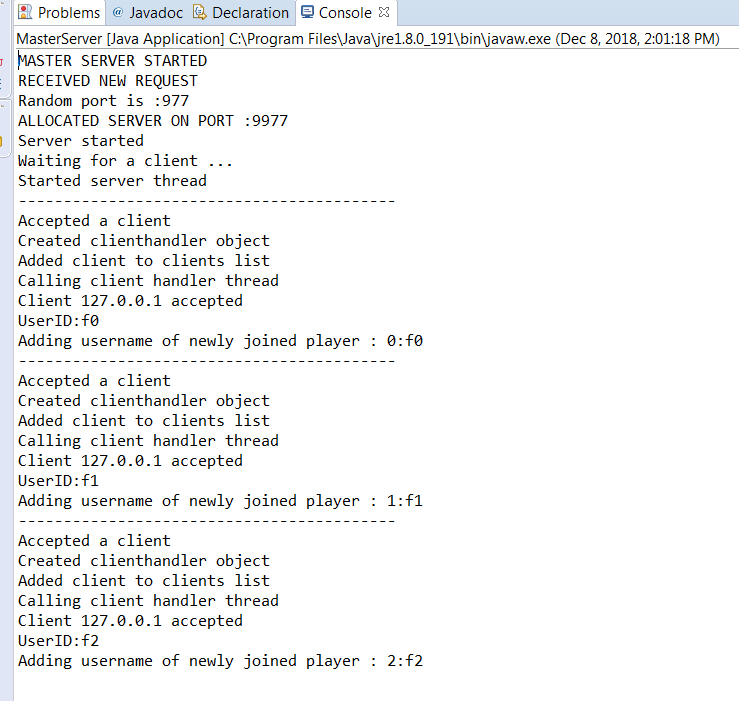 Problems @ Javadoc Declaration Console
MasterServer [Java Application] C:\Program Files\Java\jre1.8.0_191\bin\javaw.exe (Dec 8, 2018, 2:01:18 PM)
MASTER SERVER STARTED
RECEIVED NEW REQUEST
Random port is :977
ALLOCATED SERVER ON PORT :9977
Server started
Waiting for a client ...
Started server thread
------------------------------------------
Accepted a client
Created clienthandler object
Added client to clients list
Calling client handler thread
Client 127.0.0.1 accepted
UserID:f0
Adding username of newly joined player : 0:f0
------------------------------------------
Accepted a client
Created clienthandler object
Added client to clients list
Calling client handler thread
Client 127.0.0.1 accepted
UserID:f1
Adding username of newly joined player : 1:f1
------------------------------------------
Accepted a client
Created clienthandler object
Added client to clients list
Calling client handler thread
Client 127.0.0.1 accepted
UserID:f2
Adding username of newly joined player : 2:f2